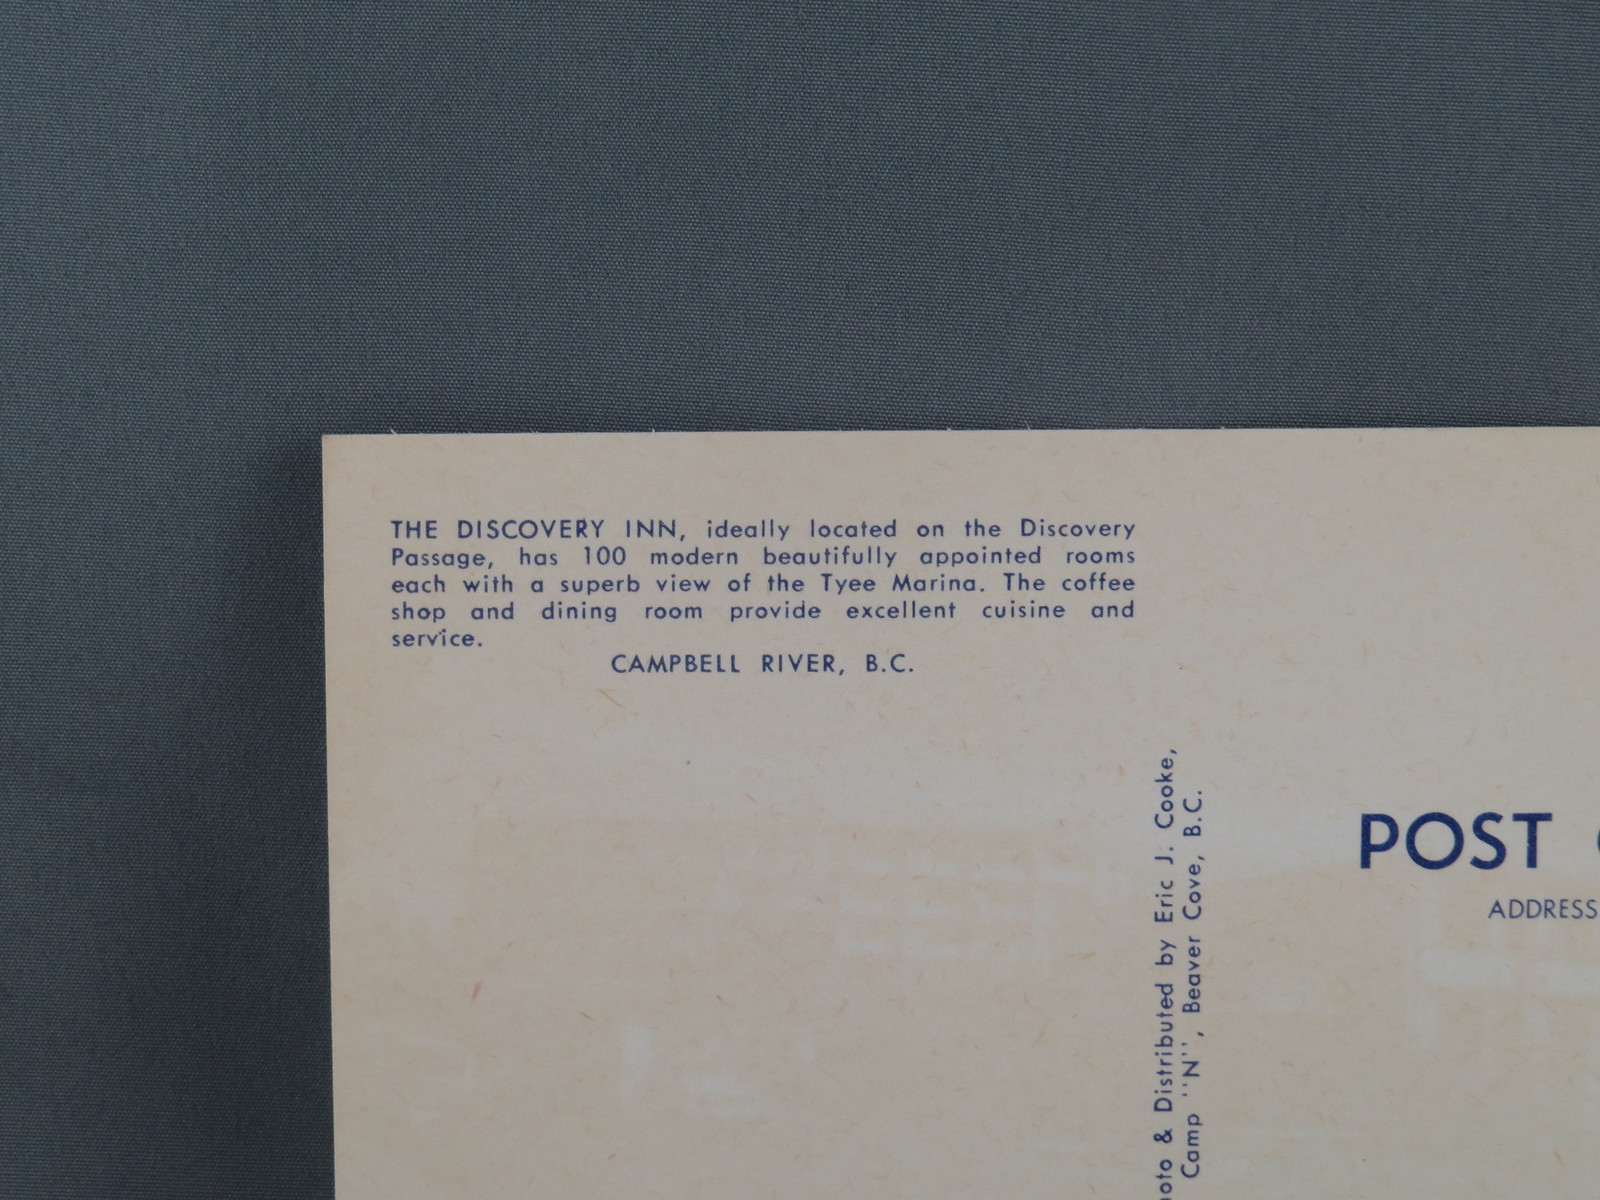 THE DISCOVERY INN, ideally located on the Discovery
Passage, has 100 modern beautifully appointed rooms
each with a superb view of the Tyee Marina. The coffee
shop and dining room provide excellent cuisine and
service.
CAMPBELL RIVER, B.C.
& Distributed by Eric J. Cooke,
Camp "N", Beaver Cove, B.C.
POST
ADDRESS